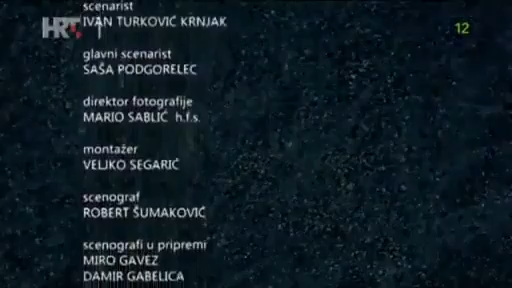 scenarist
HRT 1
IVAN TURKOVIĆ KRNJAK
12
glavni scenarist
SAŠA PODGORELEC
direktor fotografije
MARIO SABLIĆ h.f.s.
montažer
VELJKO SEGARIĆ
scenograf
ROBERT ŠUMAKOVIĆ
scenografi u pripremi
MIRO GAVEZ
DAMIR GABELICA